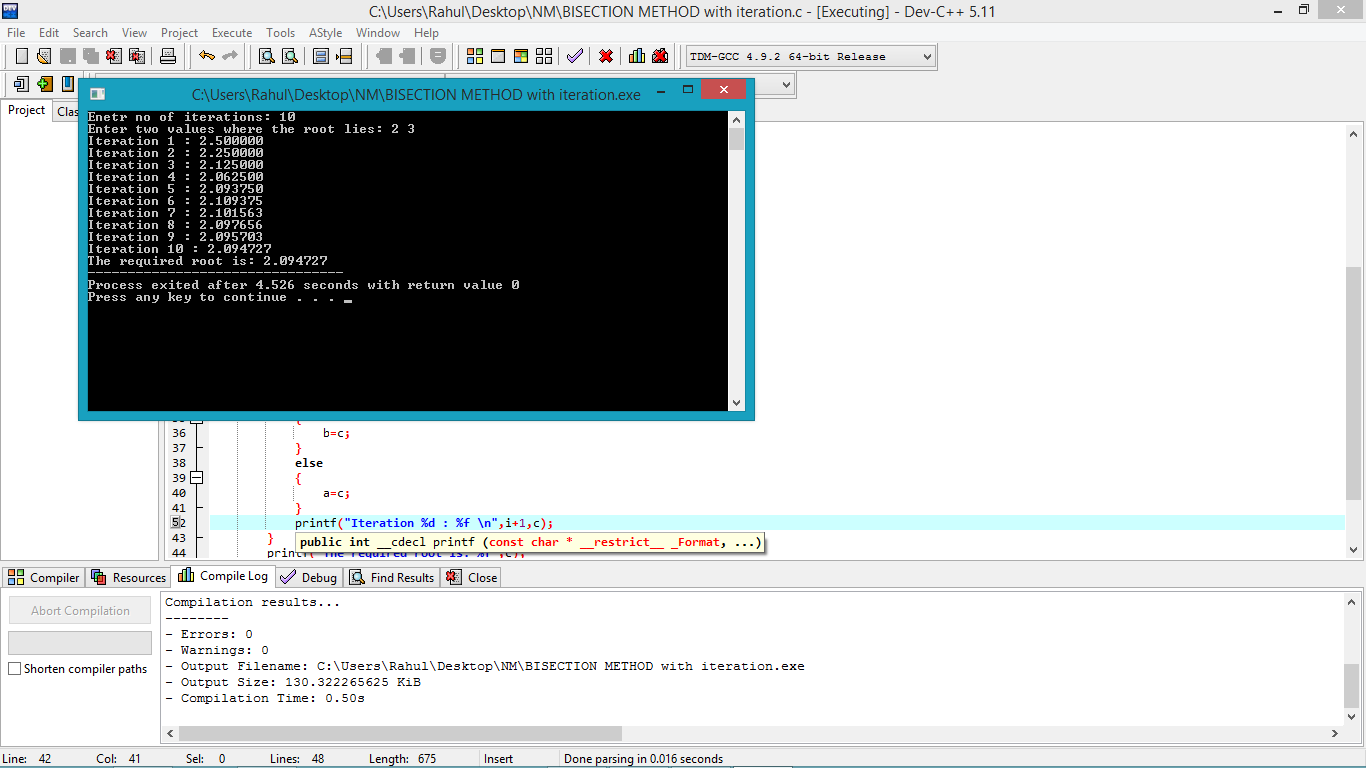 C:\Users\Rahul\Desktop\NM\BISECTION METHOD with iteration.c - [Executing] - Dev-C++ 5.11
File Edit Search View Project Execute Tools AStyle Window Help
TDM-GCC 4.9.2 64-bit Release
Project Clas
C:\Users\Rahul\Desktop\NM\BISECTION METHOD with iteration.exe
Enetr no of iterations: 10
Enter two values where the root lies: 2 3
Iteration 1 : 2.500000
Iteration 2 : 2.250000
Iteration 3 : 2.125000
Iteration 4 : 2.062500
Iteration 5 : 2.093750
Iteration 6 : 2.109375
Iteration 7 : 2.101563
Iteration 8 : 2.097656
Iteration 9 : 2.095703
Iteration 10 : 2.094727
The required root is: 2.094727
--------------------------------
Process exited after 4.526 seconds with return value 0
Press any key to continue . . . _
36 b=c;
37 }
38 else
39 {
40 a=c;
41 }
52 printf("Iteration %d : %f \n",i+1,c);
43 }
public int __cdecl printf (const char * __restrict__ _Format, ...)
44
Compiler Resources Compile Log Debug Find Results Close
Abort Compilation
Shorten compiler paths
Compilation results...
--------
- Errors: 0
- Warnings: 0
- Output Filename: C:\Users\Rahul\Desktop\NM\BISECTION METHOD with iteration.exe
- Output Size: 130.322265625 KiB
- Compilation Time: 0.50s
Line: 42 Col: 41 Sel: 0 Lines: 48 Length: 675 Insert Done parsing in 0.016 seconds